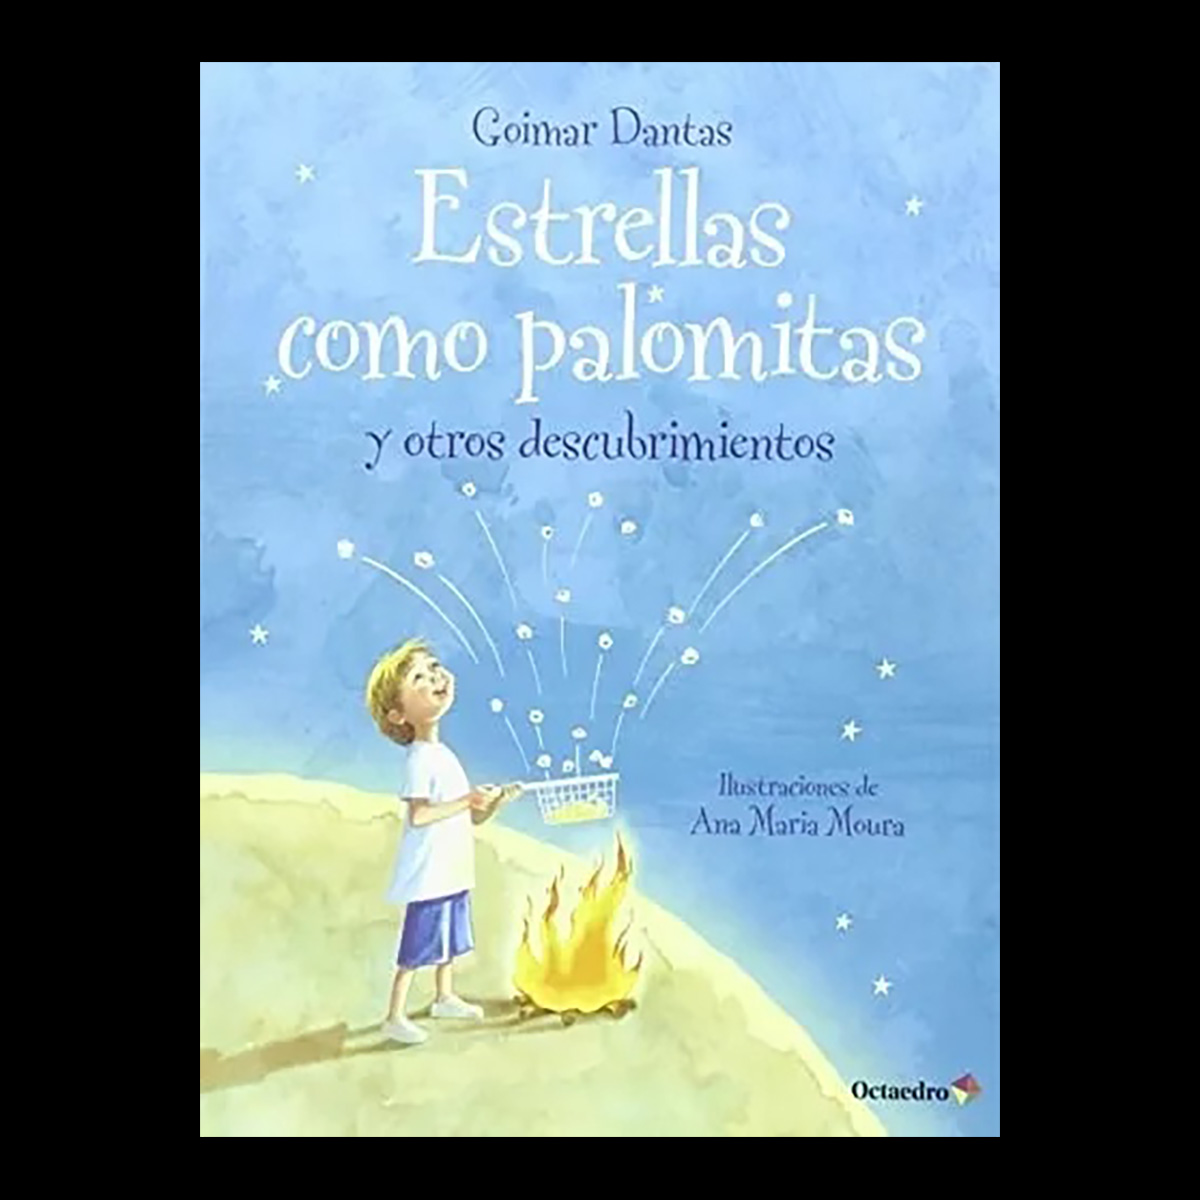 Goimar Dantas
Estrellas
como palomitas
y otros descubrimientos
Ilustraciones de
Ana Maria Moura
Octaedro